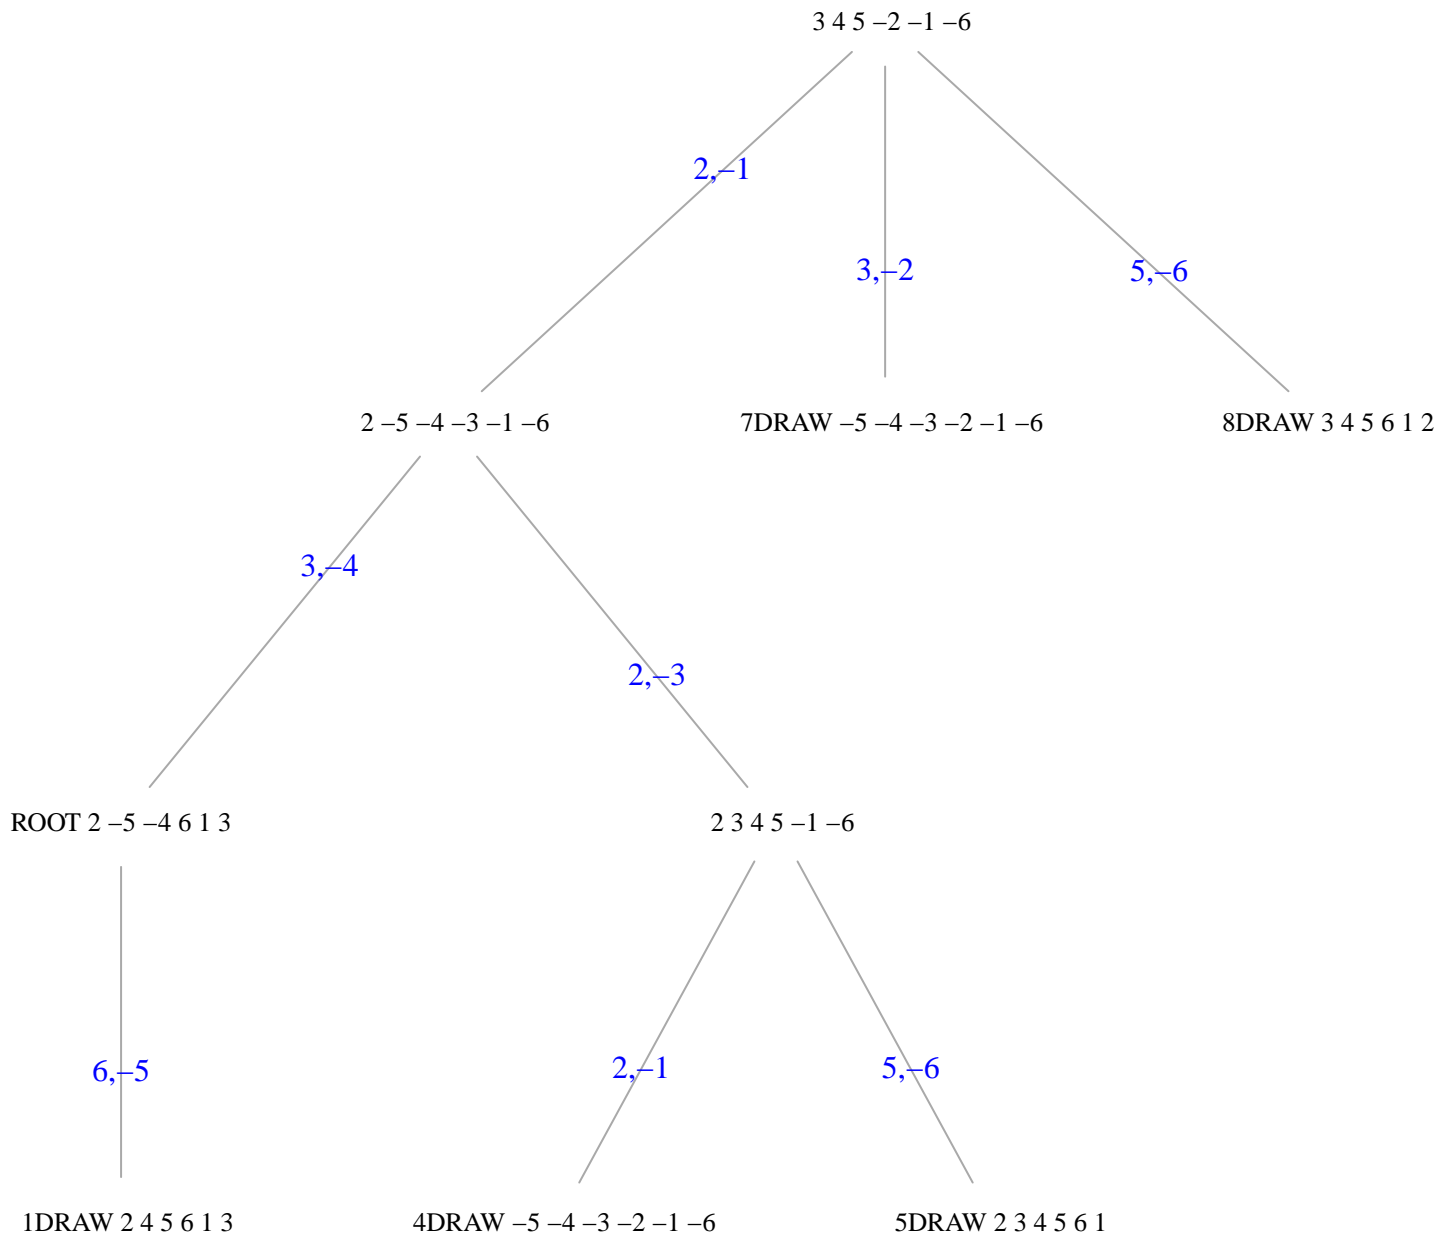 3 4 5 –2 –1 –6
2,–1
3,–2
5,–6
2 –5 –4 –3 –1 –6
7DRAW –5 –4 –3 –2 –1 –6
8DRAW 3 4 5 6 1 2
3,–4
2,–3
ROOT 2 –5 –4 6 1 3
2 3 4 5 –1 –6
6,–5
2,–1
5,–6
1DRAW 2 4 5 6 1 3
4DRAW –5 –4 –3 –2 –1 –6
5DRAW 2 3 4 5 6 1